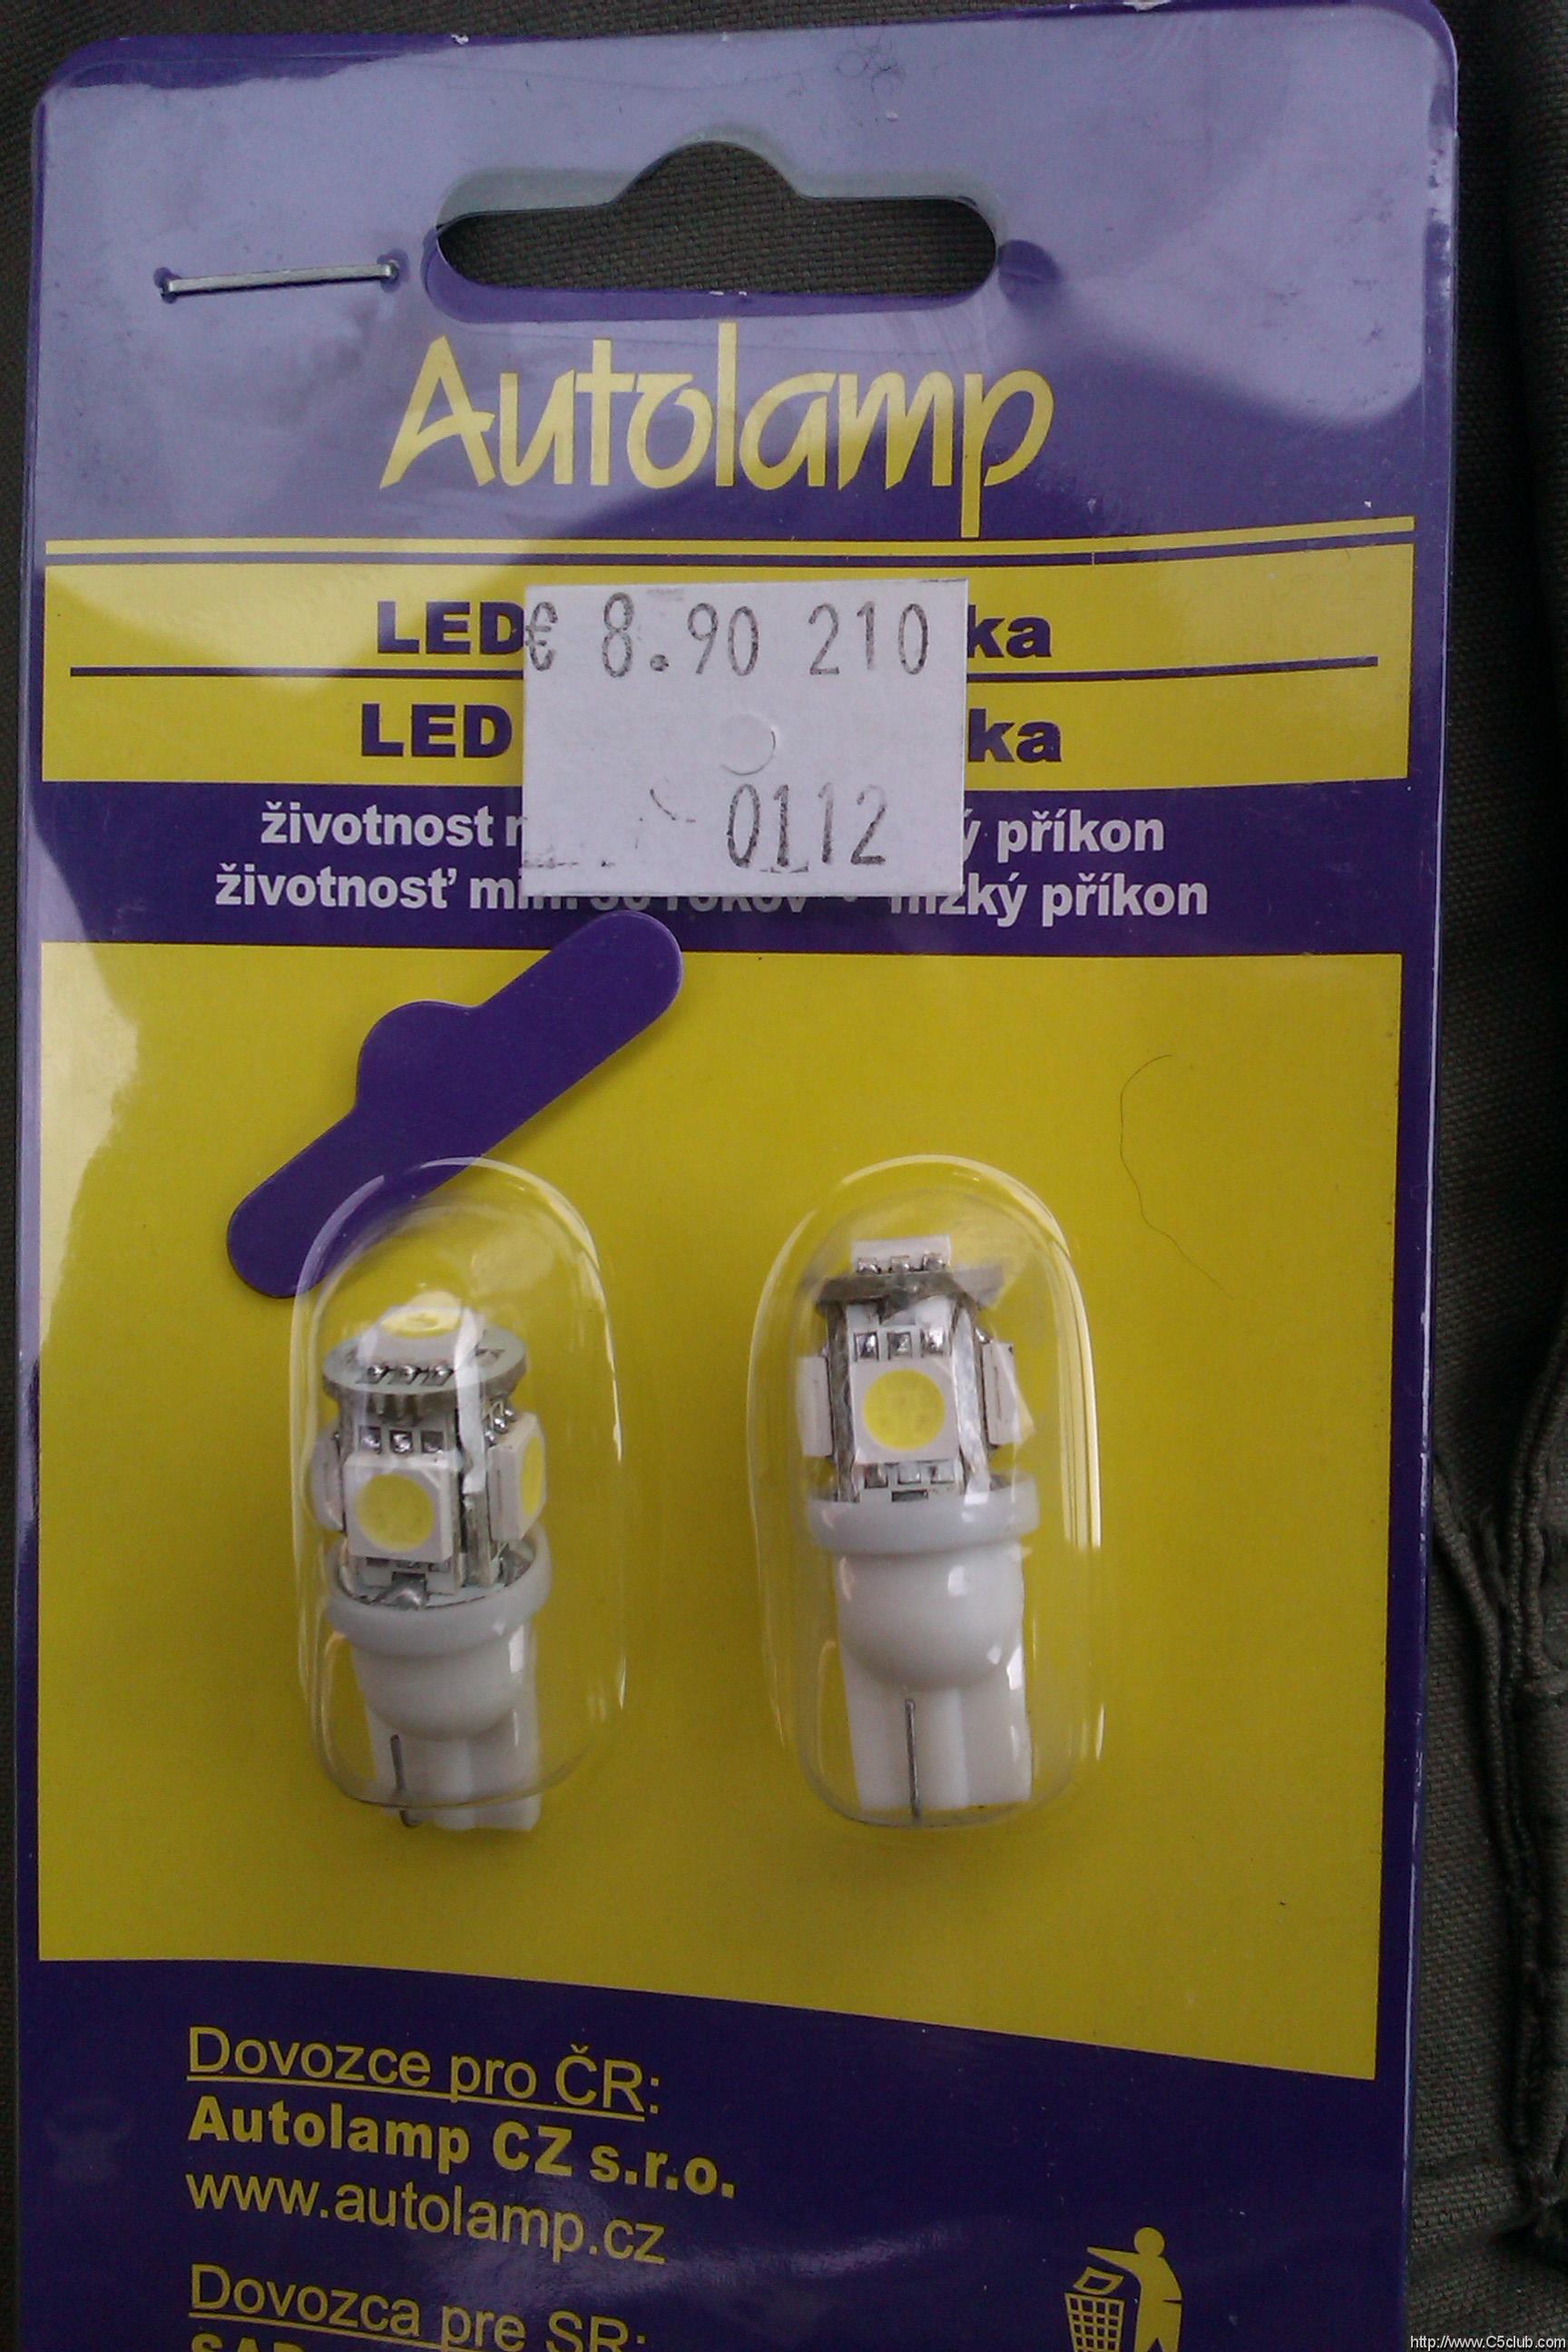 Autolamp
€ 8.90 210
0112
LED ka
LED ka
životnost ý příkon
životnosť nízký příkon
Dovozce pro ČR:
Autolamp CZ s.r.o.
www.autolamp.cz
Dovozca pre SR:
http://www.C5club.com